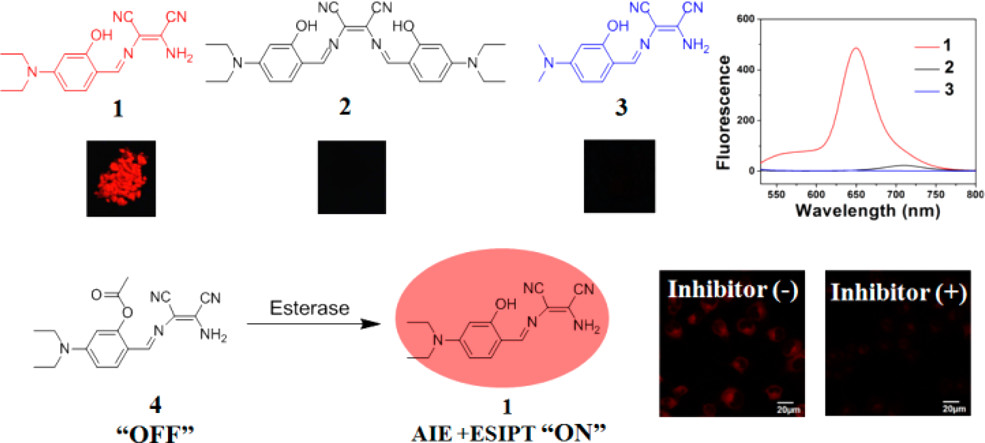 NC CN
OH
N NH2
N
1
NC CN
OH HO
N N
N N
2
NC CN
OH
N NH2
N
3
Fluorescence
600
400
200
0
1
2
3
550 600 650 700 750 800
Wavelength (nm)
O
O NC CN
N NH2
N
4
"OFF"
Esterase
NC CN
OH
N NH2
N
1
AIE +ESIPT "ON"
Inhibitor (-)
20μm
Inhibitor (+)
20μm